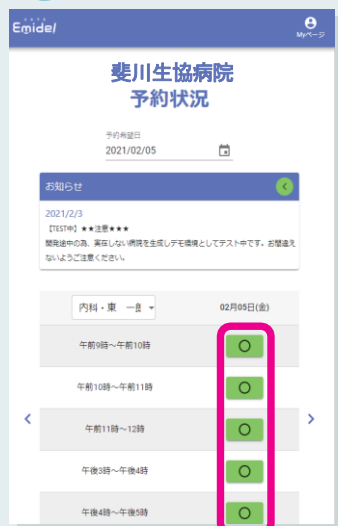 Emidel
Myページ
斐川生協病院
予約状況
予約希望日
2021/02/05
お知らせ
2021/2/3
【TEST中】★★注意★★★
開発途中の為、実在しない病院を生成しデモ環境としてテスト中です。お間違え
ないようご注意ください。
内科・東 一郎
02月05日(金)
午前9時～午前10時
○
午前10時～午前11時
○
午前11時～12時
○
午後3時～午後4時
○
午後4時～午後5時
○